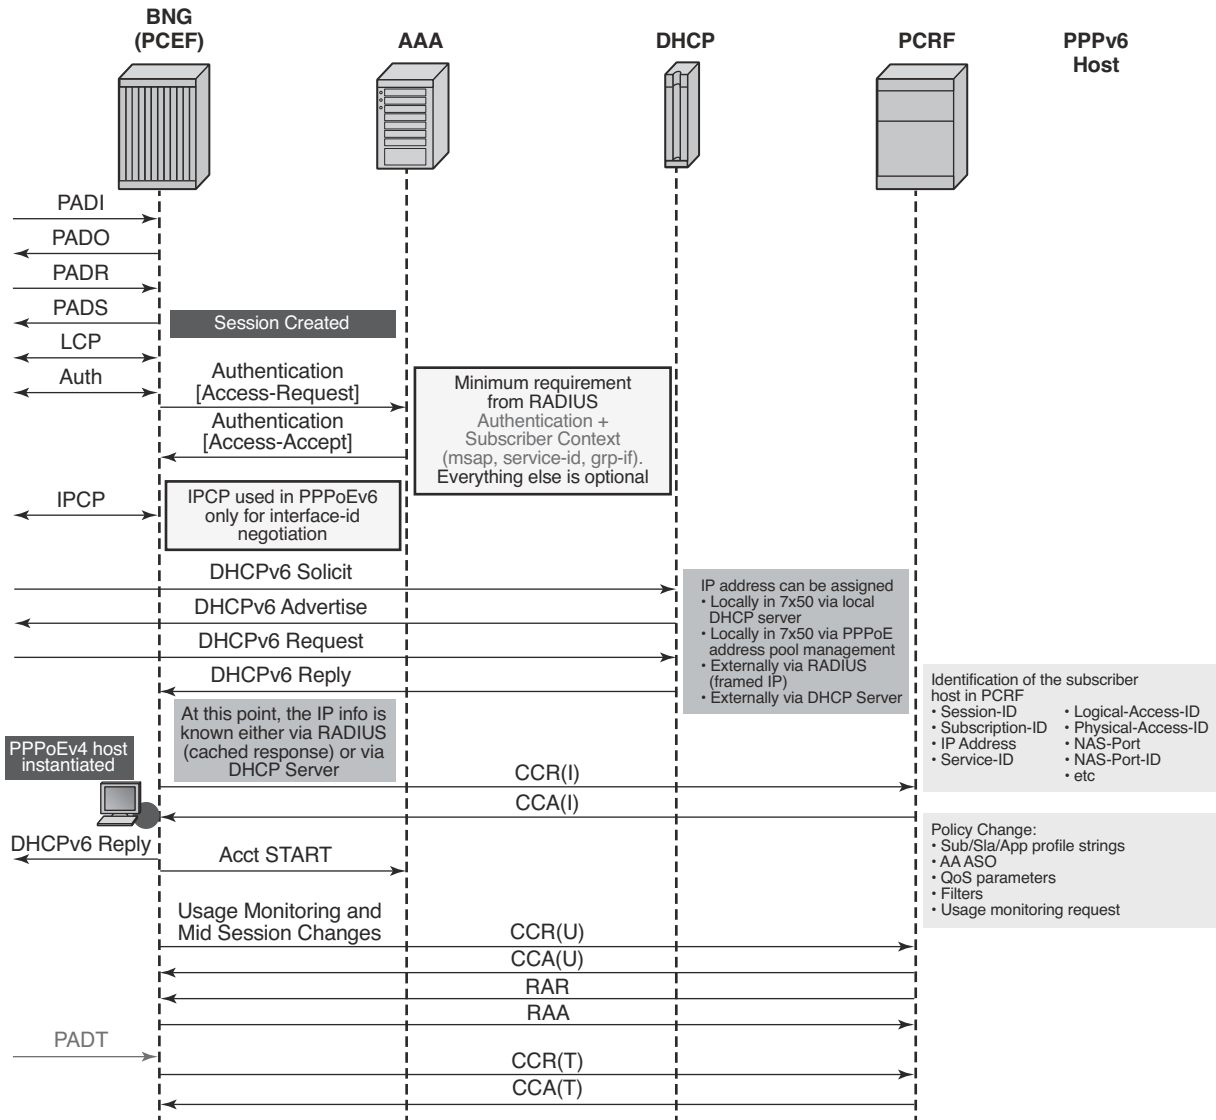 BNG
(PCEF)
AAA
DHCP
PCRF
PPPv6
Host
PADI
PADO
PADR
PADS
Session Created
LCP
Auth
Authentication
[Access-Request]
Authentication
[Access-Accept]
Minimum requirement
from RADIUS
Authentication +
Subscriber Context
(msap, service-id, grp-if).
Everything else is optional
IPCP
IPCP used in PPPoEv6
only for interface-id
negotiation
DHCPv6 Solicit
DHCPv6 Advertise
DHCPv6 Request
DHCPv6 Reply
IP address can be assigned
• Locally in 7x50 via local
DHCP server
• Locally in 7x50 via PPPoE
address pool management
• Externally via RADIUS
(framed IP)
• Externally via DHCP Server
At this point, the IP info is
known either via RADIUS
(cached response) or via
DHCP Server
Identification of the subscriber
host in PCRF
• Session-ID
• Subscription-ID
• IP Address
• Service-ID
• Logical-Access-ID
• Physical-Access-ID
• NAS-Port
• NAS-Port-ID
• etc
PPPoEv4 host
instantiated
CCR(I)
CCA(I)
DHCPv6 Reply
Acct START
Policy Change:
• Sub/Sla/App profile strings
• AA ASO
• QoS parameters
• Filters
• Usage monitoring request
Usage Monitoring and
Mid Session Changes
CCR(U)
CCA(U)
RAR
RAA
PADT
CCR(T)
CCA(T)